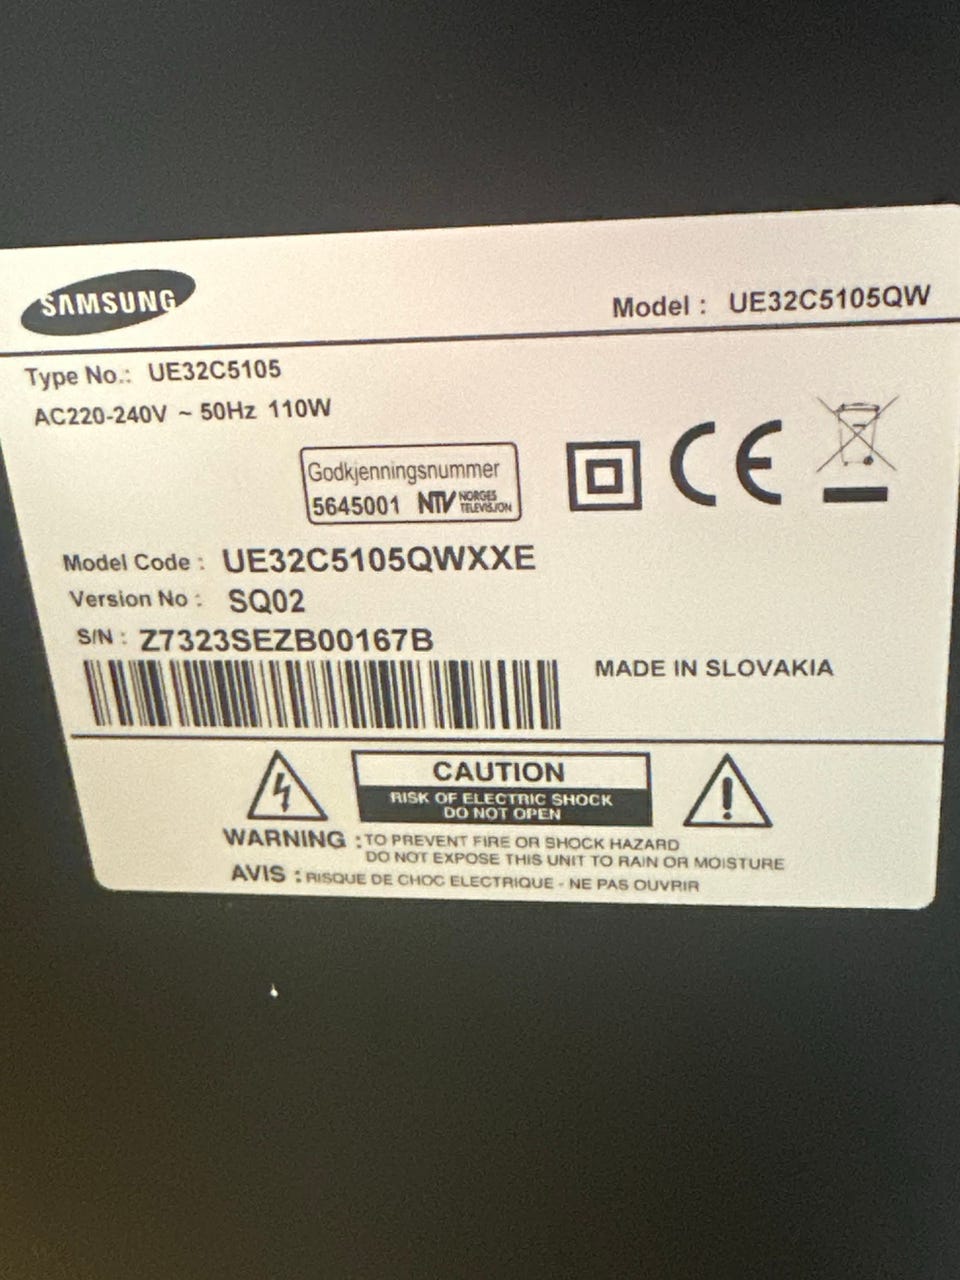 SAMSUNG
Model : UE32C5105QW
Type No.: UE32C5105
AC220-240V ~ 50Hz 110W
Godkjenningsnummer
5645001 NTV NORGES TELEVISJON
CE
Model Code : UE32C5105QWXXE
Version No : SQ02
S/N : Z7323SEZB00167B
MADE IN SLOVAKIA
CAUTION
RISK OF ELECTRIC SHOCK
DO NOT OPEN
WARNING : TO PREVENT FIRE OR SHOCK HAZARD
DO NOT EXPOSE THIS UNIT TO RAIN OR MOISTURE
AVIS : RISQUE DE CHOC ELECTRIQUE - NE PAS OUVRIR